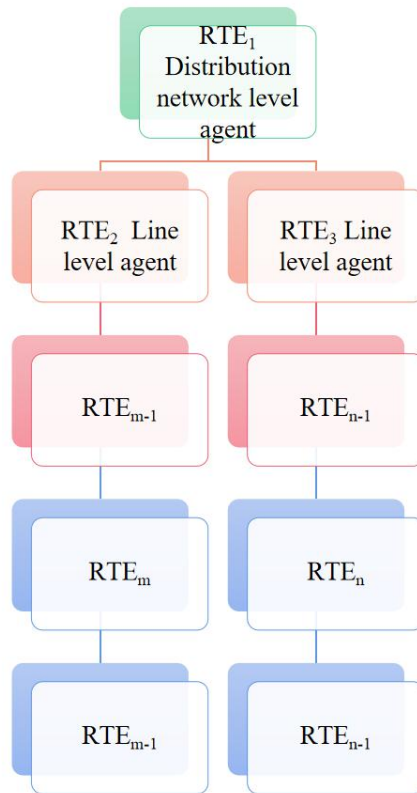 RTE₁
Distribution
network level
agent
RTE₂ Line
level agent
RTE₃ Line
level agent
RTEₘ₋₁
RTEₙ₋₁
RTEₘ
RTEₙ
RTEₘ₋₁
RTEₙ₋₁